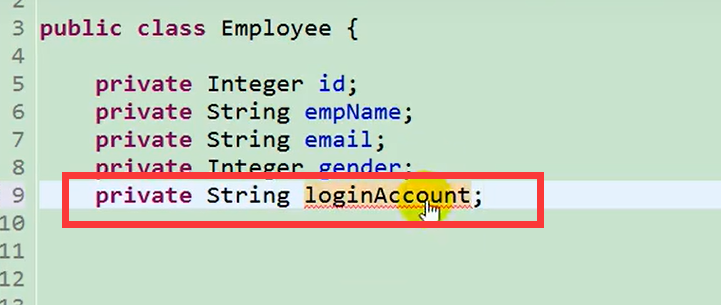 3 public class Employee {
4
5 private Integer id;
6 private String empName;
7 private String email;
8 private Integer gender;
9 private String loginAccount;
10
11
12